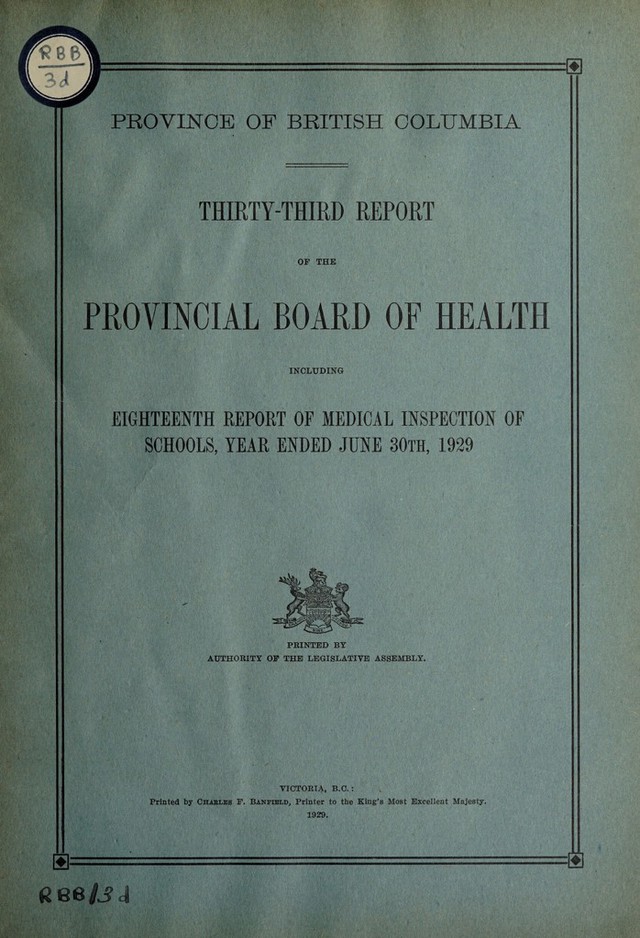 RBB
3d
PROVINCE OF BRITISH COLUMBIA
THIRTY-THIRD REPORT
OF THE
PROVINCIAL BOARD OF HEALTH
INCLUDING
EIGHTEENTH REPORT OF MEDICAL INSPECTION OF
SCHOOLS, YEAR ENDED JUNE 30TH, 1929
PRINTED BY
AUTHORITY OF THE LEGISLATIVE ASSEMBLY.
VICTORIA, B.C.:
Printed by CHARLES F. BANFIELD, Printer to the King's Most Excellent Majesty.
1929.
RBB/3d